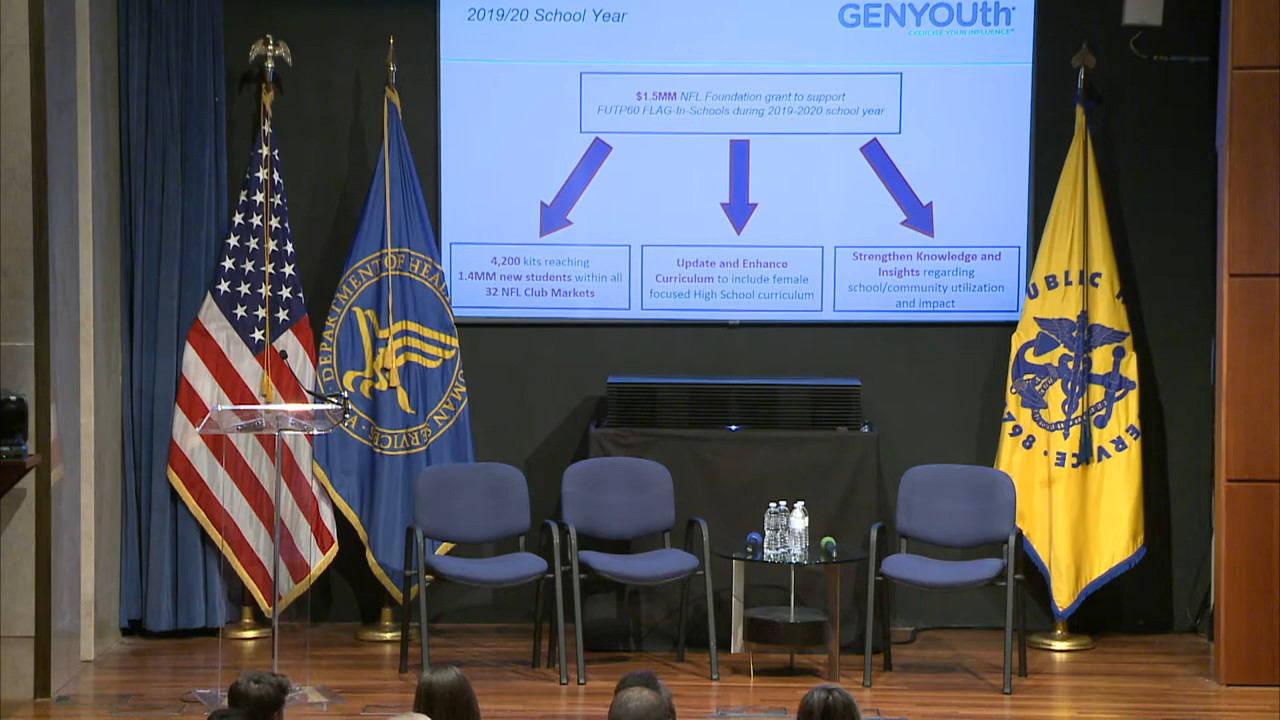 2019/20 School Year
GENYOUth
EXERCISE YOUR INFLUENCE
$1.5MM NFL Foundation grant to support
FUTP60 FLAG-In-Schools during 2019-2020 school year
4,200 kits reaching
1.4MM new students within all
32 NFL Club Markets
Update and Enhance
Curriculum to include female
focused High School curriculum
Strengthen Knowledge and
Insights regarding
school/community utilization
and impact
DEPARTMENT OF HEAL
UMAN SERVICES
UBLIC H
ERVICE
798